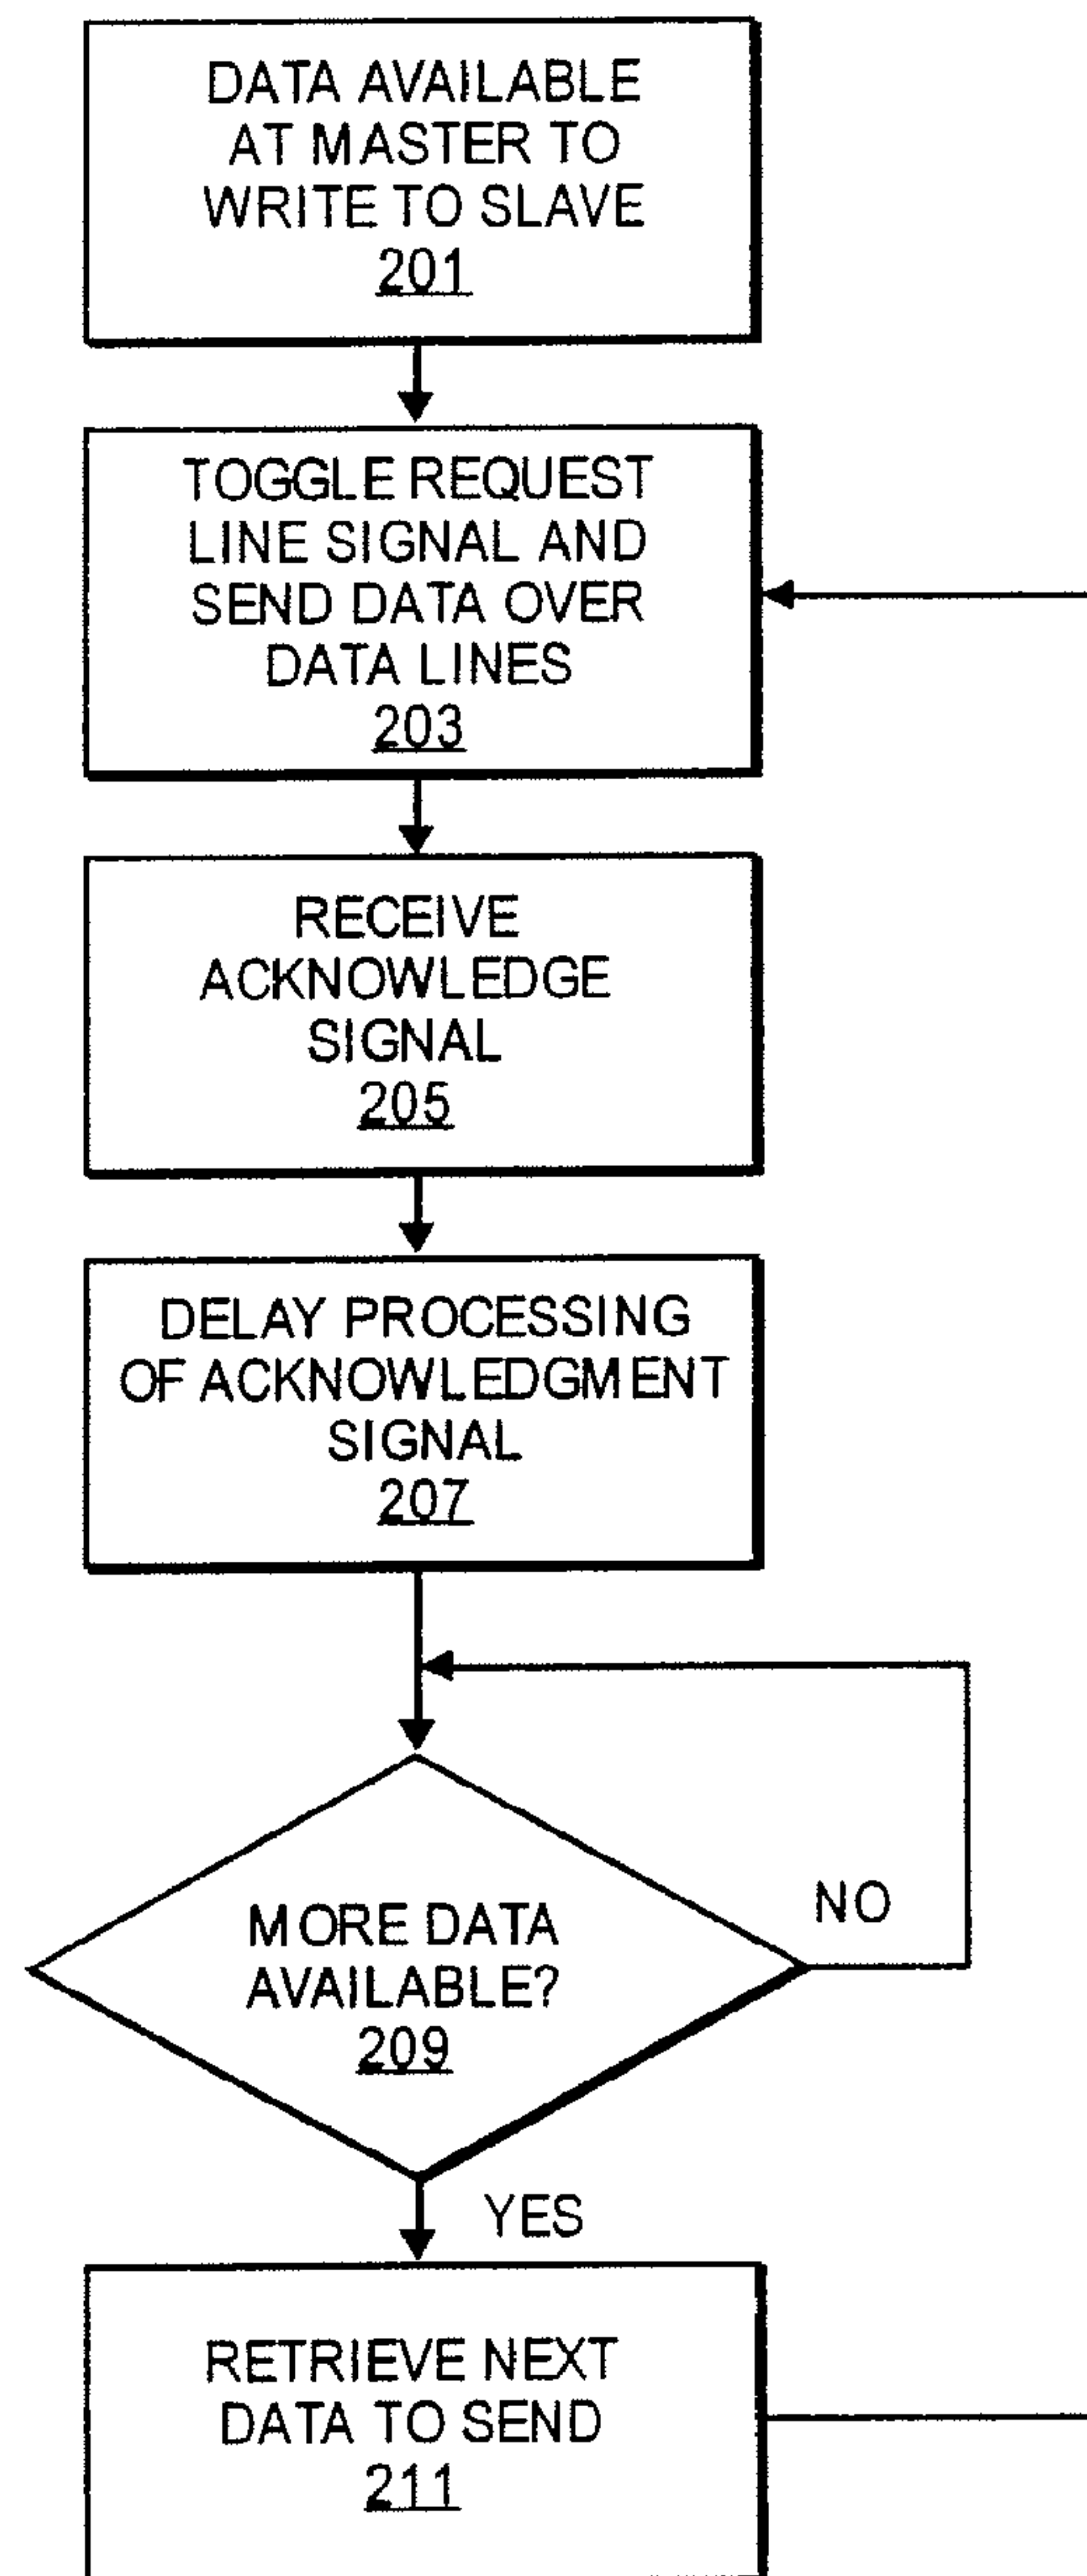 DATA AVAILABLE
AT MASTER TO
WRITE TO SLAVE
201
TOGGLE REQUEST
LINE SIGNAL AND
SEND DATA OVER
DATA LINES
203
RECEIVE
ACKNOWLEDGE
SIGNAL
205
DELAY PROCESSING
OF ACKNOWLEDGMENT
SIGNAL
207
NO
MORE DATA
AVAILABLE?
209
YES
RETRIEVE NEXT
DATA TO SEND
211